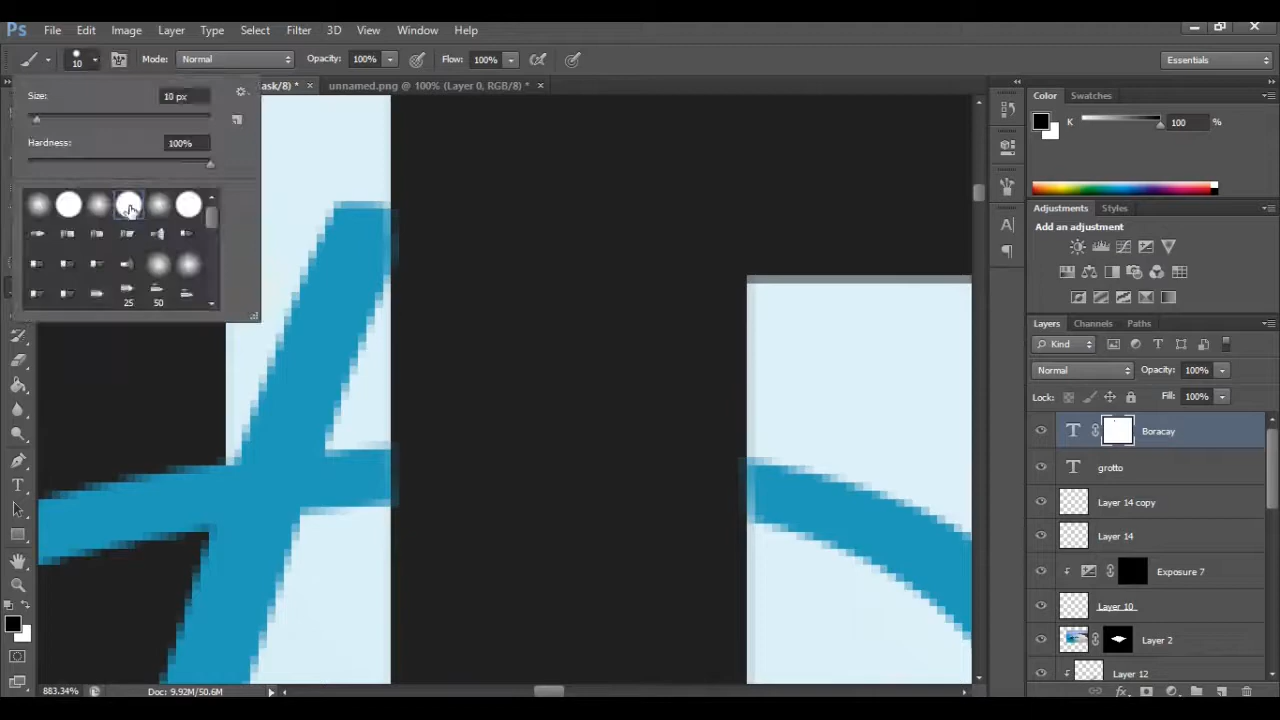 Ps File Edit Image Layer Type Select Filter 3D View Window Help
10 Mode: Normal Opacity: 100% Flow: 100% Essentials
ask/8) * × unnamed.png @ 100% (Layer 0, RGB/8) * ×
Size: 10 px
Hardness: 100%
25 50
Color Swatches
K 100 %
Adjustments Styles
Add an adjustment
Layers Channels Paths
Kind
Normal Opacity: 100%
Lock: Fill: 100%
Boracay
grotto
Layer 14 copy
Layer 14
Exposure 7
Layer 10
Layer 2
Layer 12
883.34% Doc: 9.92M/50.6M